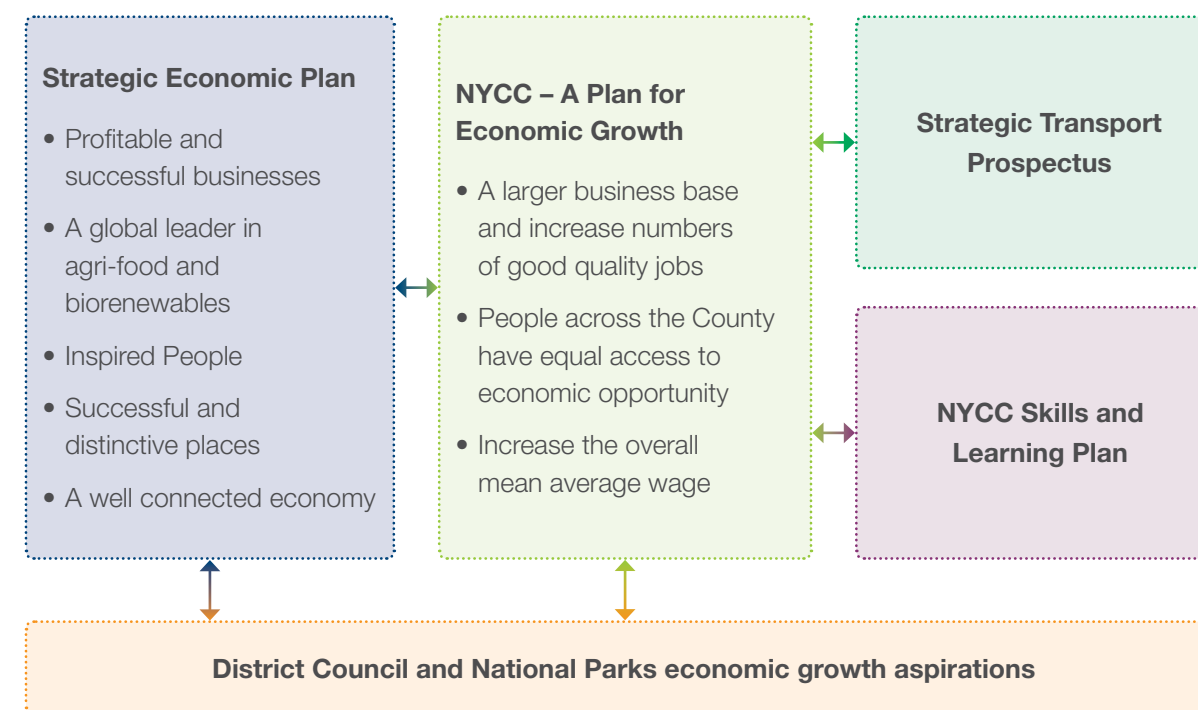 Strategic Economic Plan
• Profitable and
successful businesses
• A global leader in
agri-food and
biorenewables
• Inspired People
• Successful and
distinctive places
• A well connected economy
NYCC – A Plan for
Economic Growth
• A larger business base
and increase numbers
of good quality jobs
• People across the County
have equal access to
economic opportunity
• Increase the overall
mean average wage
Strategic Transport
Prospectus
NYCC Skills and
Learning Plan
District Council and National Parks economic growth aspirations